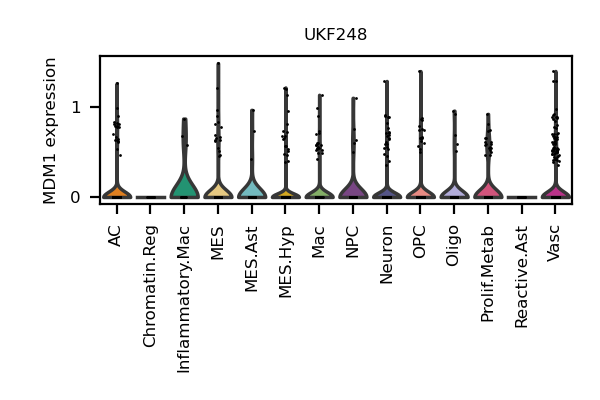 UKF248
MDM1 expression
1
0
AC
Chromatin.Reg
Inflammatory.Mac
MES
MES.Ast
MES.Hyp
Mac
NPC
Neuron
OPC
Oligo
Prolif.Metab
Reactive.Ast
Vasc